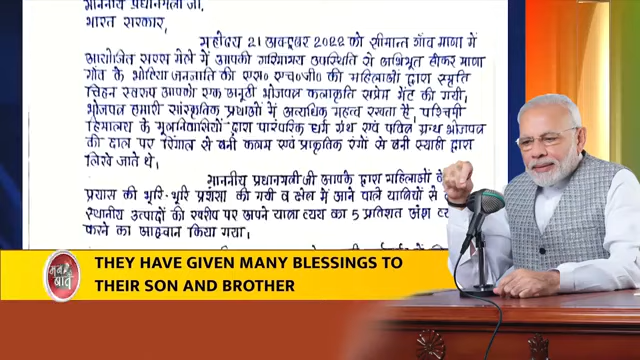 माननीय प्रधानमंत्री जी,
भारत सरकार,
महोदय 21 अक्टूबर 2022 को सीमान्त गाँव माणा में
आयोजित सरस मेले में आपकी गरिमामय उपस्थिति से अभिभूत होकर माणा
गाँव के भोटिया जनजाति की एस० एच०जी० की महिलाओं द्वारा स्मृति
चिह्न स्वरूप आपको एक अनूठी भोजपत्र कलाकृति सप्रेम भेंट की गयी।
भोजपत्र हमारी सांस्कृतिक प्रथाओं में अत्यधिक महत्व रखता है। पश्चिमी
हिमालय के मूलनिवासियों द्वारा पारंपरिक धर्म ग्रंथ एवं पवित्र ग्रन्थ भोजपत्र
की छाल पर रिंगाल से बनी कलम एवं प्राकृतिक रंगों से बनी स्याही द्वारा
लिखे जाते थे।
माननीय प्रधानमंत्री जी आपके द्वारा महिलाओं के
प्रयास की भूरि-भूरि प्रशंसा की गयी व क्षेत्र में आने वाले यात्रियों से
स्थानीय उत्पादों की खरीद पर अपने यात्रा व्यय का 5 प्रतिशत अंश
करने का आह्वान किया गया।
मन की बात
THEY HAVE GIVEN MANY BLESSINGS TO
THEIR SON AND BROTHER